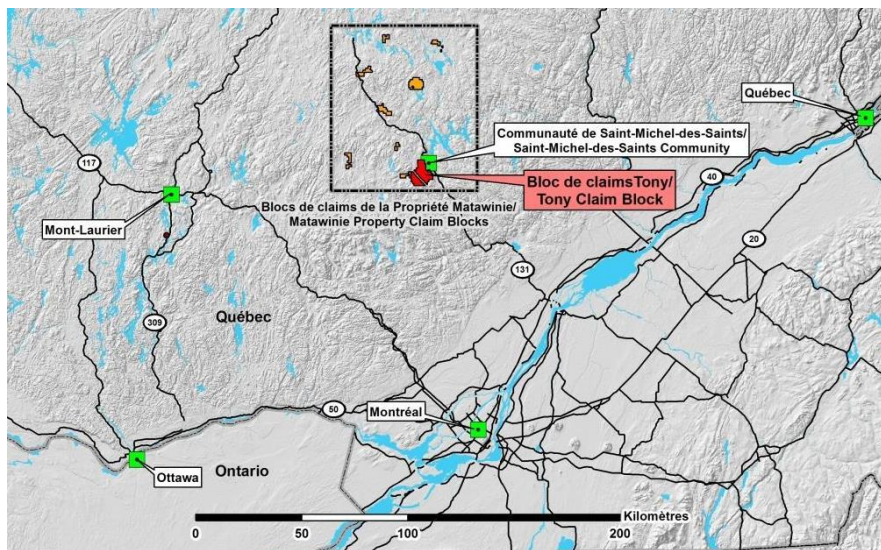 Québec
Communauté de Saint-Michel-des-Saints/
Saint-Michel-des-Saints Community
117
40
Bloc de claimsTony/
Tony Claim Block
Blocs de claims de la Propriété Matawinie/
Matawinie Property Claim Blocks
Mont-Laurier
20
131
Québec
309
50
Montréal
Ontario
Ottawa
Kilomètres
0
50
100
200